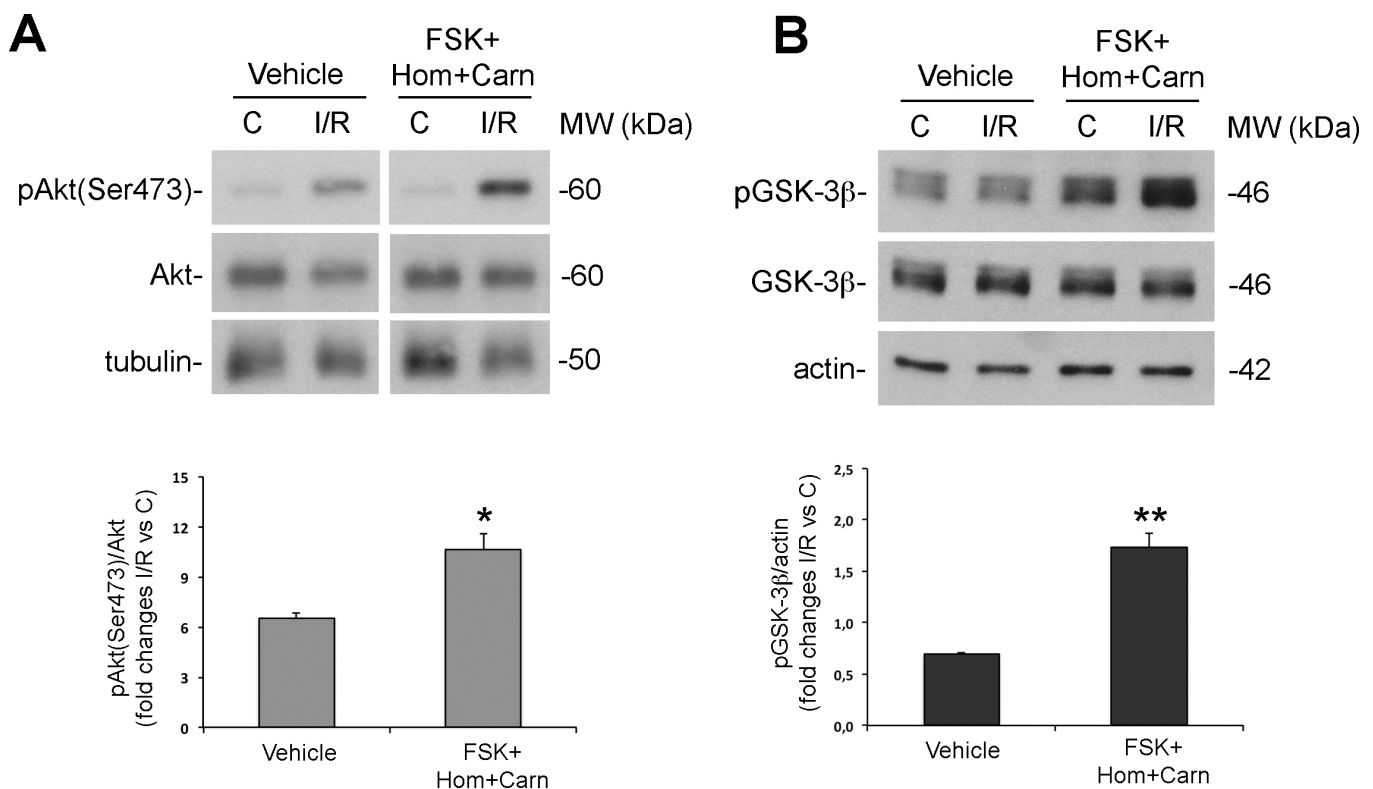 A
FSK+
Vehicle Hom+Carn
C I/R C I/R MW (kDa)
pAkt(Ser473)- -60
Akt- -60
tubulin- -50
15
12
9
6
3
0
pAkt(Ser473)/Akt
(fold changes I/R vs C)
*
Vehicle FSK+
Hom+Carn
B
FSK+
Vehicle Hom+Carn
C I/R C I/R MW (kDa)
pGSK-3β- -46
GSK-3β- -46
actin- -42
2,5
2,0
1,5
1,0
0,5
0,0
pGSK-3β/actin
(fold changes I/R vs C)
**
Vehicle FSK+
Hom+Carn